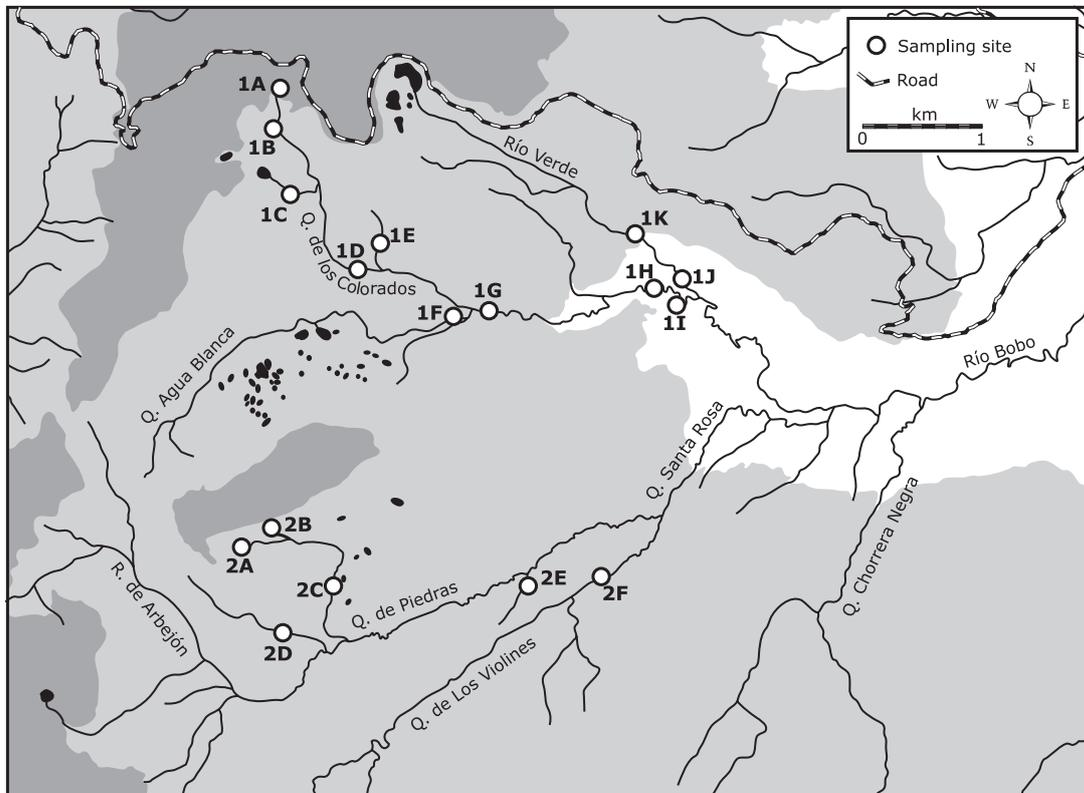 Sampling site
Road
km
0 1
N
W E
S
1A
1B
1C
1D
1E
1F
1G
1H
1I
1J
1K
Río Verde
Q. de los Colorados
Q. Agua Blanca
Río Bobo
Q. Santa Rosa
Q. Chorrera Negra
2A
2B
2C
2D
2E
2F
R. de Arbejón
Q. de Piedras
Q. de Los Violines